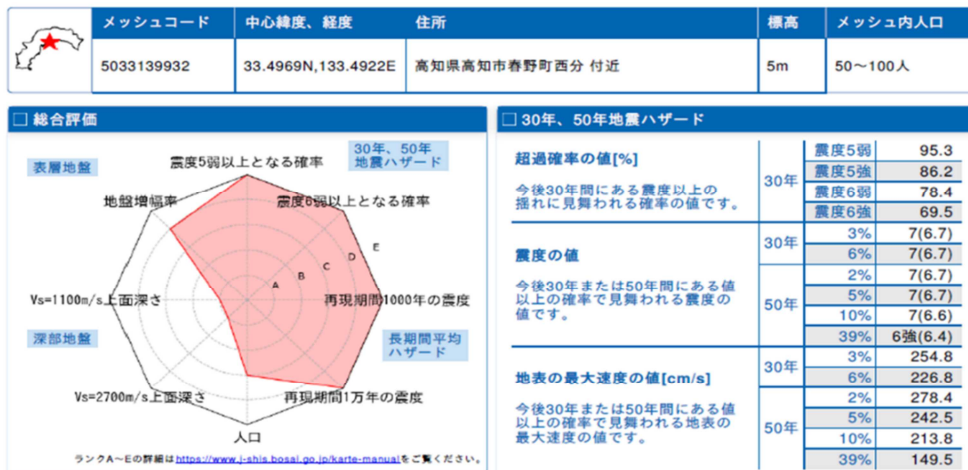 メッシュコード 中心緯度、経度 住所 標高 メッシュ内人口
5033139932 33.4969N,133.4922E 高知県高知市春野町西分 付近 5m 50～100人
□ 総合評価
表層地盤
30年、50年
地震ハザード
震度5弱以上となる確率
地盤増幅率
震度6弱以上となる確率
A B C D E
Vs=1100m/s上面深さ
再現期間1000年の震度
深部地盤
長期間平均
ハザード
Vs=2700m/s上面深さ
再現期間1万年の震度
人口
ランクA～Eの詳細はhttps://www.j-shis.bosai.go.jp/karte-manualをご覧ください。
□ 30年、50年地震ハザード
超過確率の値[%]
今後30年間にある震度以上の
揺れに見舞われる確率の値です。
30年
震度5弱 95.3
震度5強 86.2
震度6弱 78.4
震度6強 69.5
震度の値
今後30年または50年間にある値
以上の確率で見舞われる震度の
値です。
30年
3% 7(6.7)
6% 7(6.7)
50年
2% 7(6.7)
5% 7(6.7)
10% 7(6.6)
39% 6強(6.4)
地表の最大速度の値[cm/s]
今後30年または50年間にある値
以上の確率で見舞われる地表の
最大速度の値です。
30年
3% 254.8
6% 226.8
50年
2% 278.4
5% 242.5
10% 213.8
39% 149.5